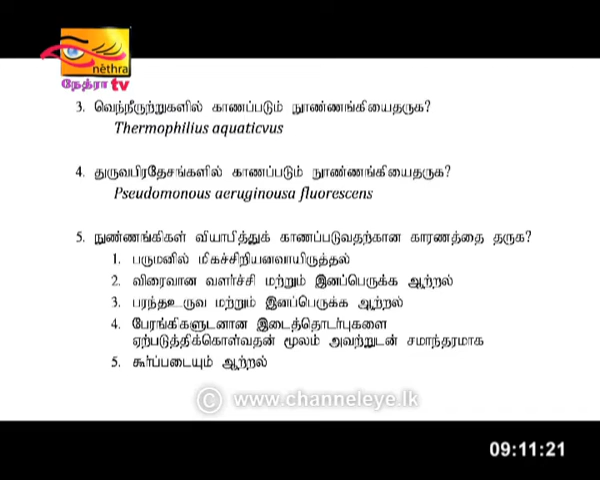 nethra
நேத்ரா tv
3. வெந்நீரூற்றுகளில் காணப்படும் நூண்ணங்கியைதருக?
Thermophilius aquaticvus
4. துருவபிரதேசங்களில் காணப்படும் நூண்ணங்கியைதருக?
Pseudomonous aeruginousa fluorescens
5. நுண்ணங்கிகள் வியாபித்துக் காணப்படுவதற்கான காரணத்தை தருக?
1. பருமனில் மிகச்சிறியனவாயிருத்தல்
2. விரைவான வளர்ச்சி மற்றும் இனப்பெருக்க ஆற்றல்
3. பரந்தஉருவ மற்றும் இனப்பெருக்க ஆற்றல்
4. பேரங்கிகளுடனான இடைத்தொடர்புகளை
ஏற்படுத்திக்கொள்வதன் மூலம் அவற்றுடன் சமாந்தரமாக
5. கூர்ப்படையும் ஆற்றல்
© www.channeleye.lk
09:11:21